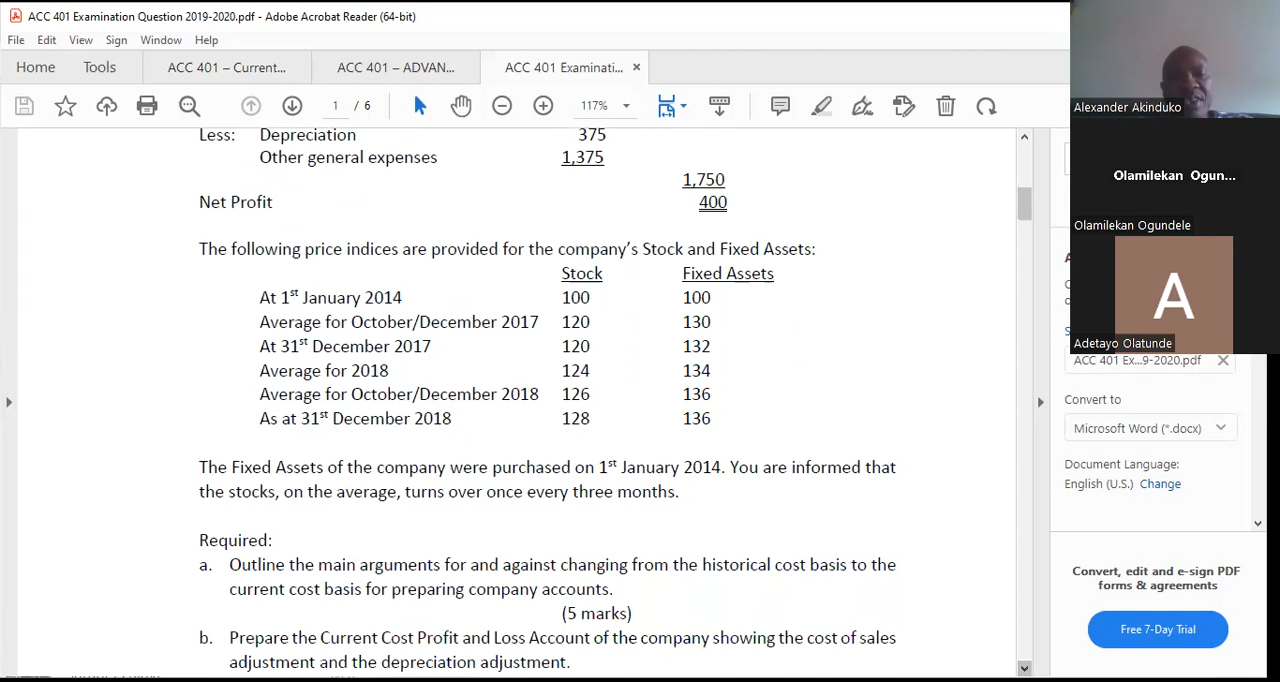 ACC 401 Examination Question 2019-2020.pdf - Adobe Acrobat Reader (64-bit)
File Edit View Sign Window Help
Home Tools ACC 401 – Current... ACC 401 – ADVAN... ACC 401 Examinati... ×
1 / 6 117%
Less: Depreciation 375
Other general expenses 1,375
1,750
Net Profit 400
The following price indices are provided for the company's Stock and Fixed Assets:
Stock Fixed Assets
At 1st January 2014 100 100
Average for October/December 2017 120 130
At 31st December 2017 120 132
Average for 2018 124 134
Average for October/December 2018 126 136
As at 31st December 2018 128 136
The Fixed Assets of the company were purchased on 1st January 2014. You are informed that
the stocks, on the average, turns over once every three months.
Required:
a. Outline the main arguments for and against changing from the historical cost basis to the
current cost basis for preparing company accounts.
(5 marks)
b. Prepare the Current Cost Profit and Loss Account of the company showing the cost of sales
adjustment and the depreciation adjustment.
Alexander Akinduko
Olamilekan Ogun...
Olamilekan Ogundele
A
Adetayo Olatunde
ACC 401 Ex...9-2020.pdf
Convert to
Microsoft Word (*.docx)
Document Language:
English (U.S.) Change
Convert, edit and e-sign PDF
forms & agreements
Free 7-Day Trial